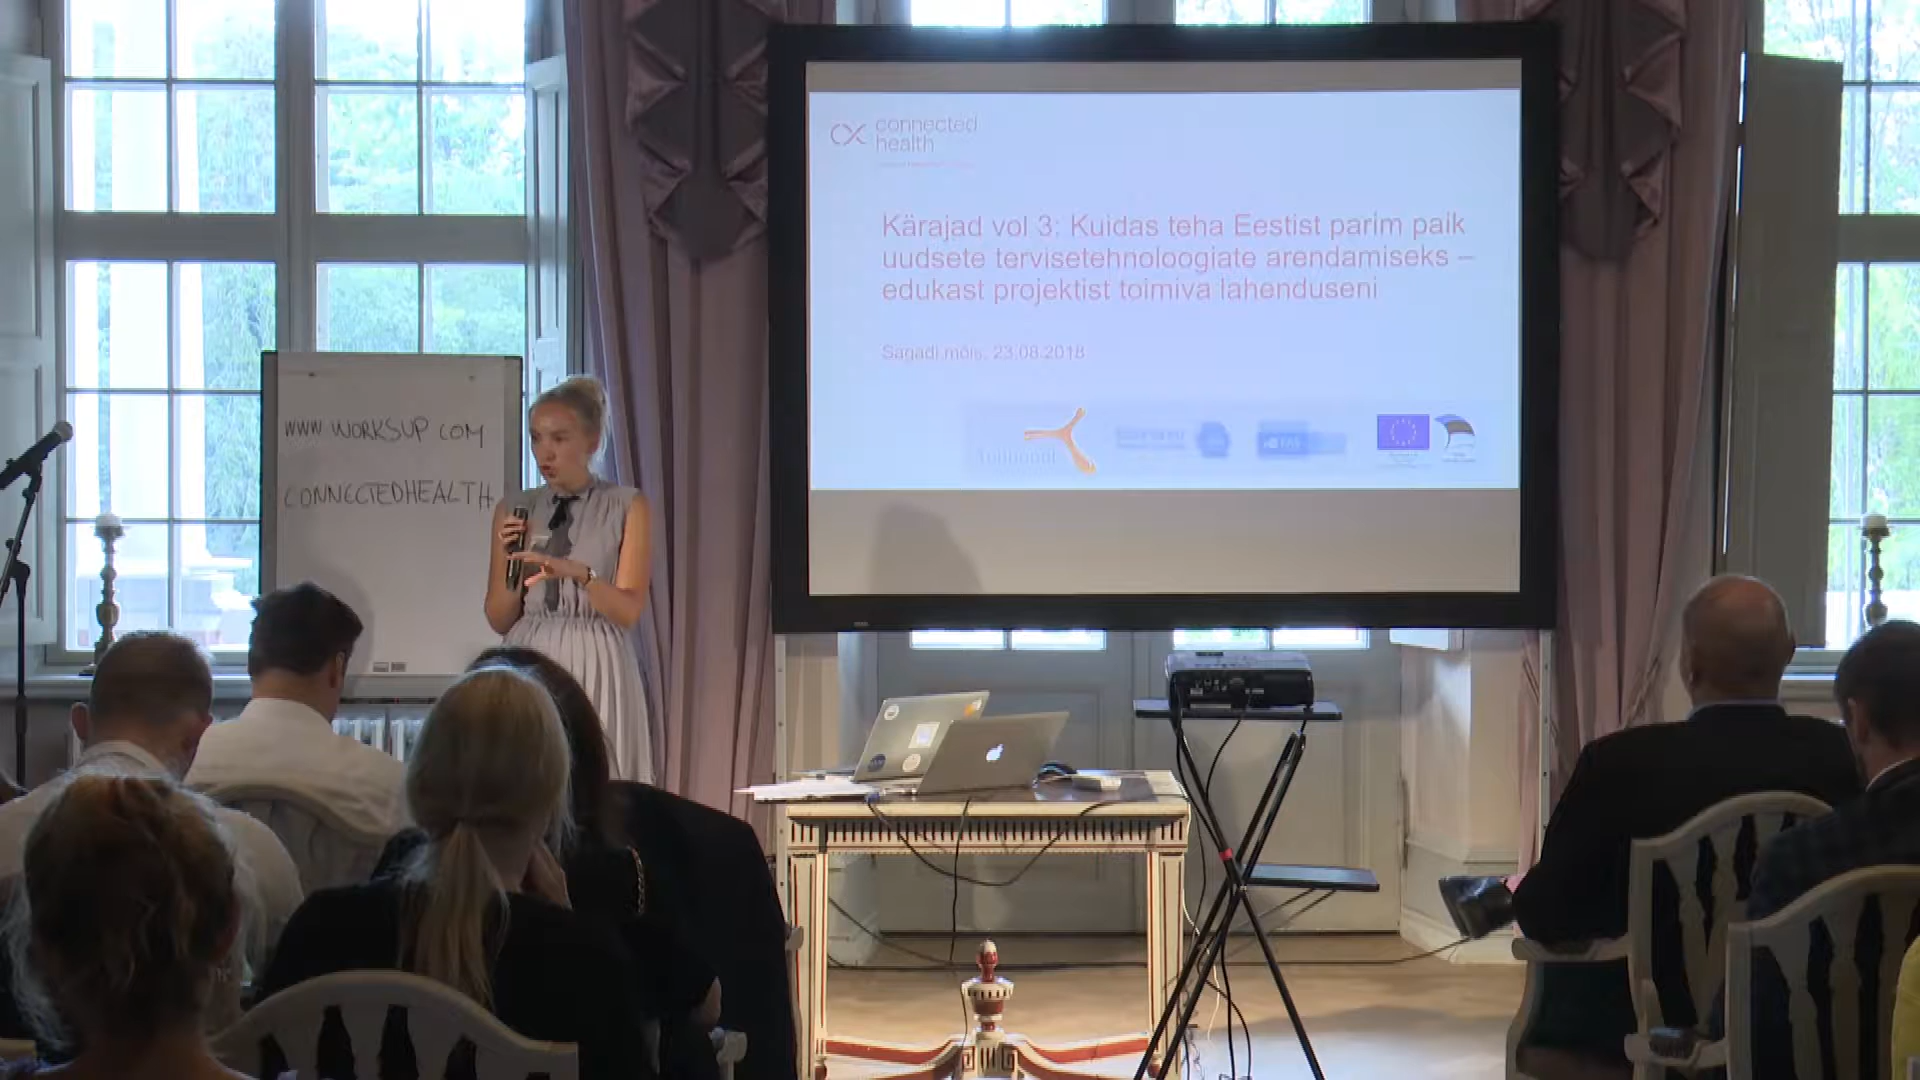 connected
health
Kärajad vol 3: Kuidas teha Eestist parim paik
uudsete tervisetehnoloogiate arendamiseks –
edukast projektist toimiva lahenduseni
Sagadi mõis, 23.08.2018
WWW WORKSUP COM
CONNECTEDHEALTH